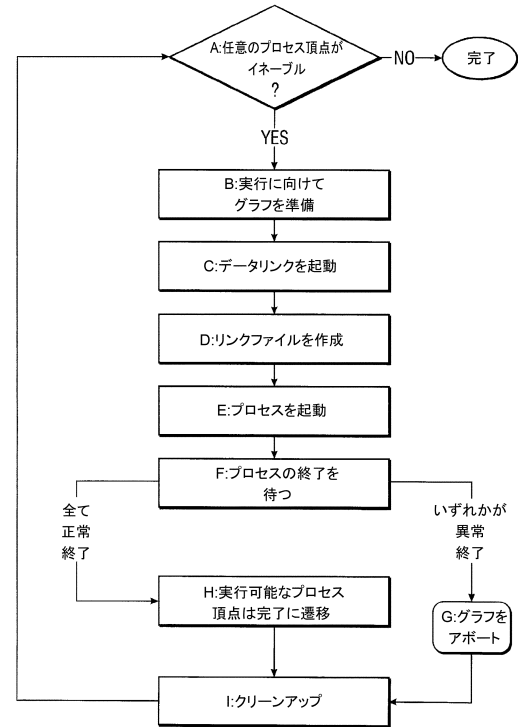 A:任意のプロセス頂点が
イネーブル
?
NO
完了
YES
B:実行に向けて
グラフを準備
C:データリンクを起動
D:リンクファイルを作成
E:プロセスを起動
F:プロセスの終了を
待つ
全て
正常
終了
いずれかが
異常
終了
H:実行可能なプロセス
頂点は完了に遷移
G:グラフを
アボート
I:クリーンアップ